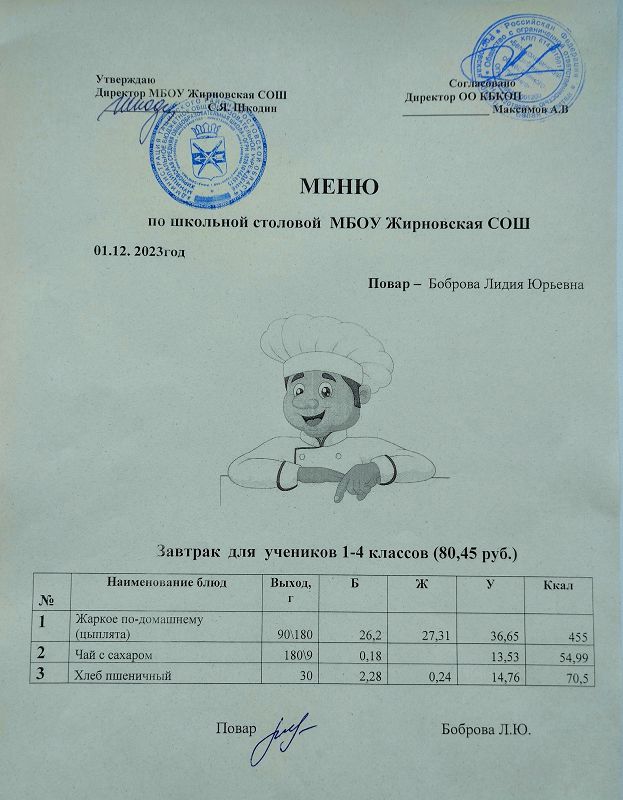 Утверждаю
Директор МБОУ Жирновская СОШ
С.Я. Шкодин
Согласовано
Директор ОО КБКОП
Максимов А.В
МЕНЮ
по школьной столовой МБОУ Жирновская СОШ
01.12. 2023год
Повар – Боброва Лидия Юрьевна
Завтрак для учеников 1-4 классов (80,45 руб.)
№ Наименование блюд Выход, г Б Ж У Ккал
1 Жаркое по-домашнему (цыплята) 90\180 26,2 27,31 36,65 455
2 Чай с сахаром 180\9 0,18 13,53 54,99
3 Хлеб пшеничный 30 2,28 0,24 14,76 70,5
Повар Боброва Л.Ю.